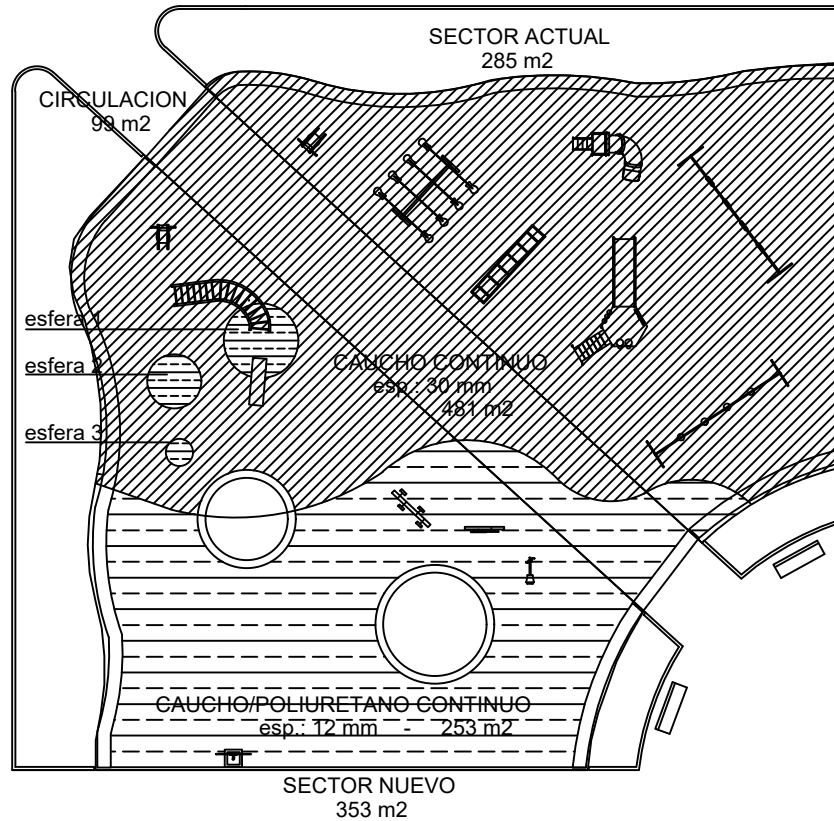 SECTOR ACTUAL
285 m2
CIRCULACION
99 m2
esfera 1
esfera 2
esfera 3
CAUCHO CONTINUO
esp.: 30 mm
481 m2
CAUCHO/POLIURETANO CONTINUO
esp.: 12 mm - 253 m2
SECTOR NUEVO
353 m2